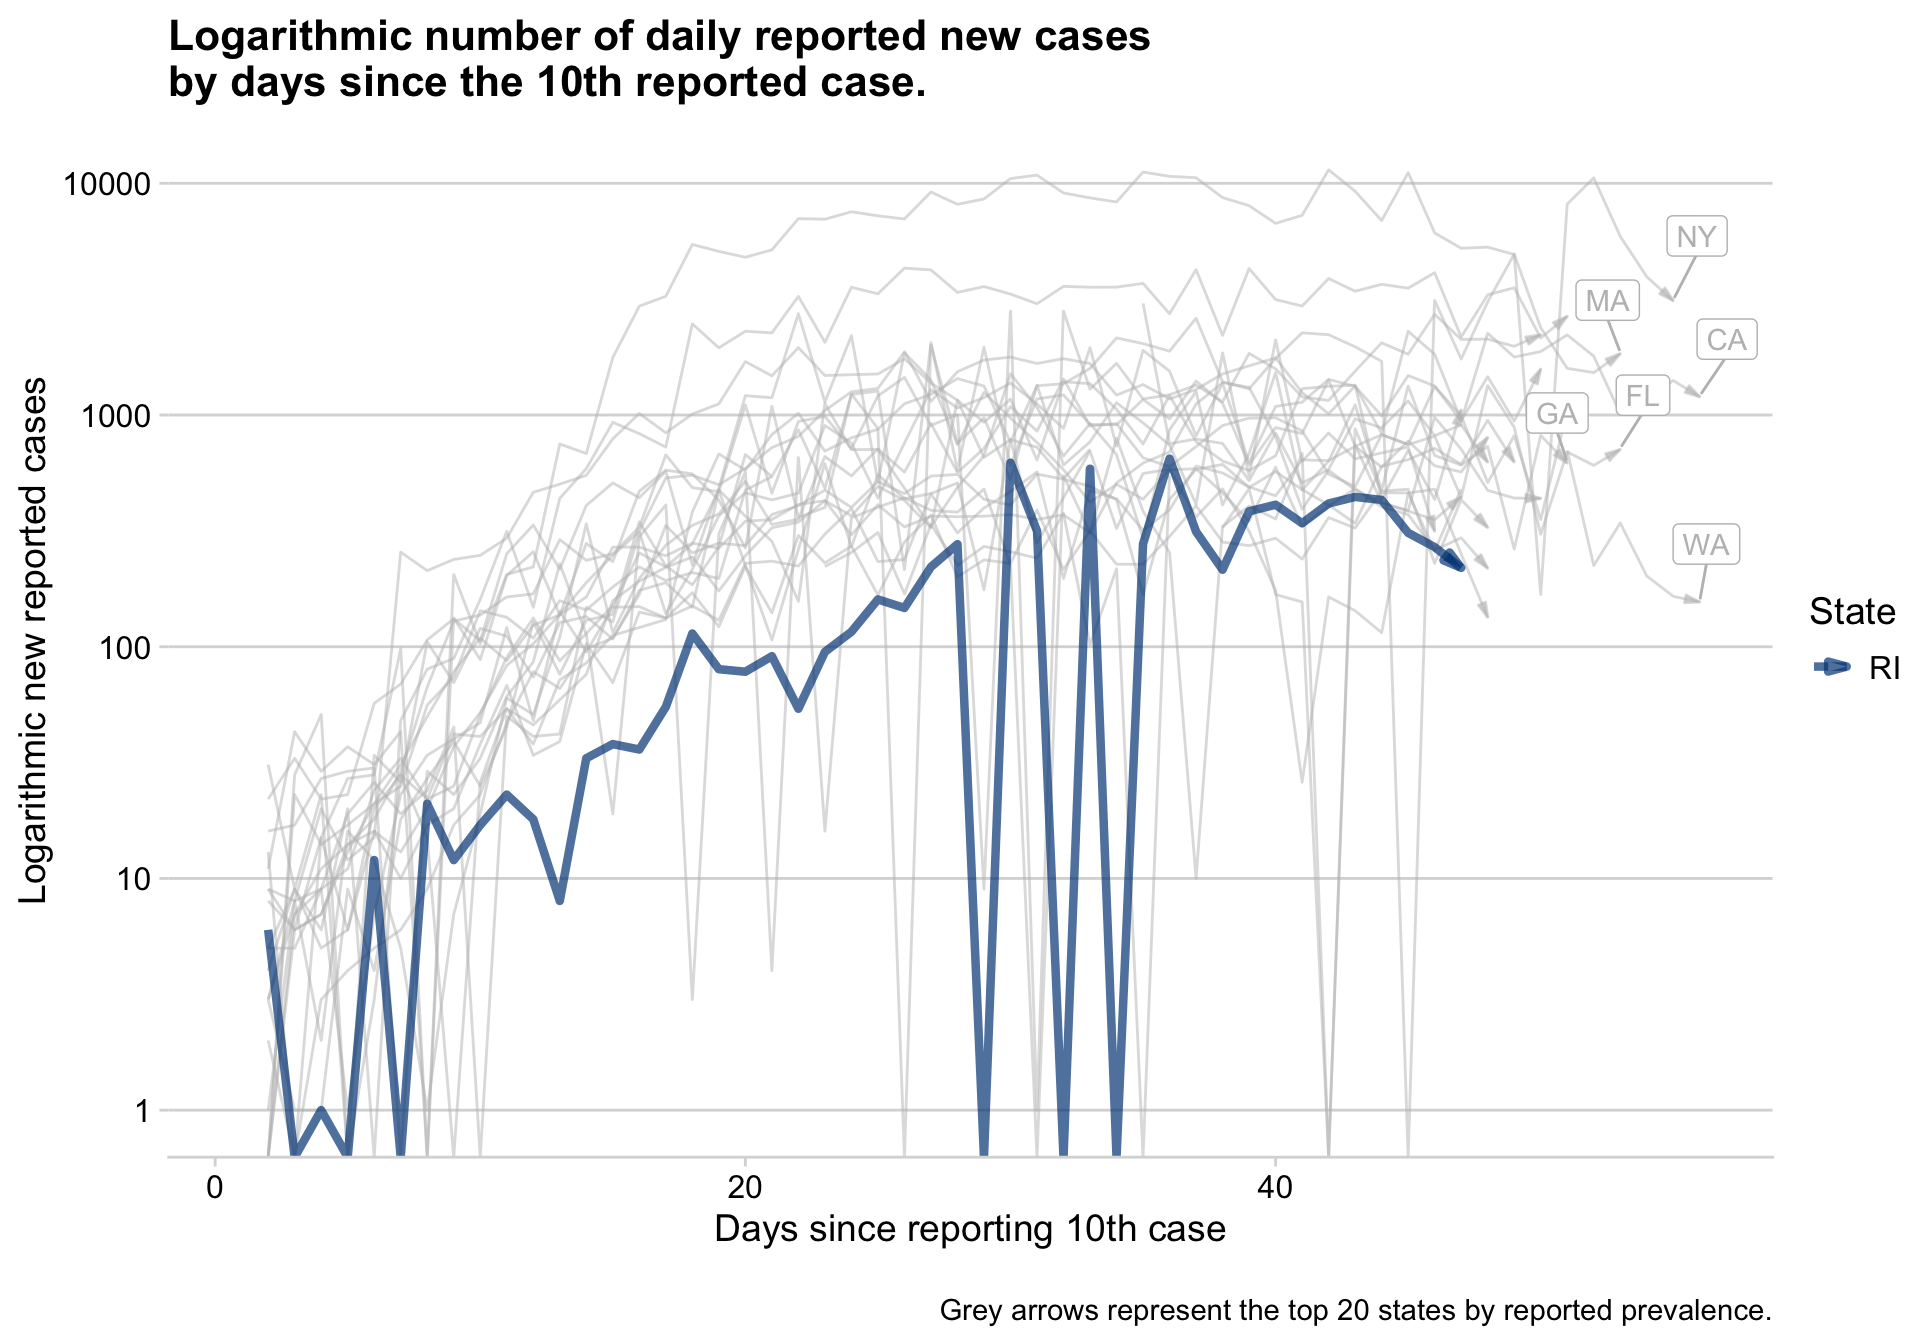 Logarithmic number of daily reported new cases
by days since the 10th reported case.
Logarithmic new reported cases
10000
1000
100
10
1
NY
MA
CA
FL
GA
WA
State
RI
0
20
40
Days since reporting 10th case
Grey arrows represent the top 20 states by reported prevalence.